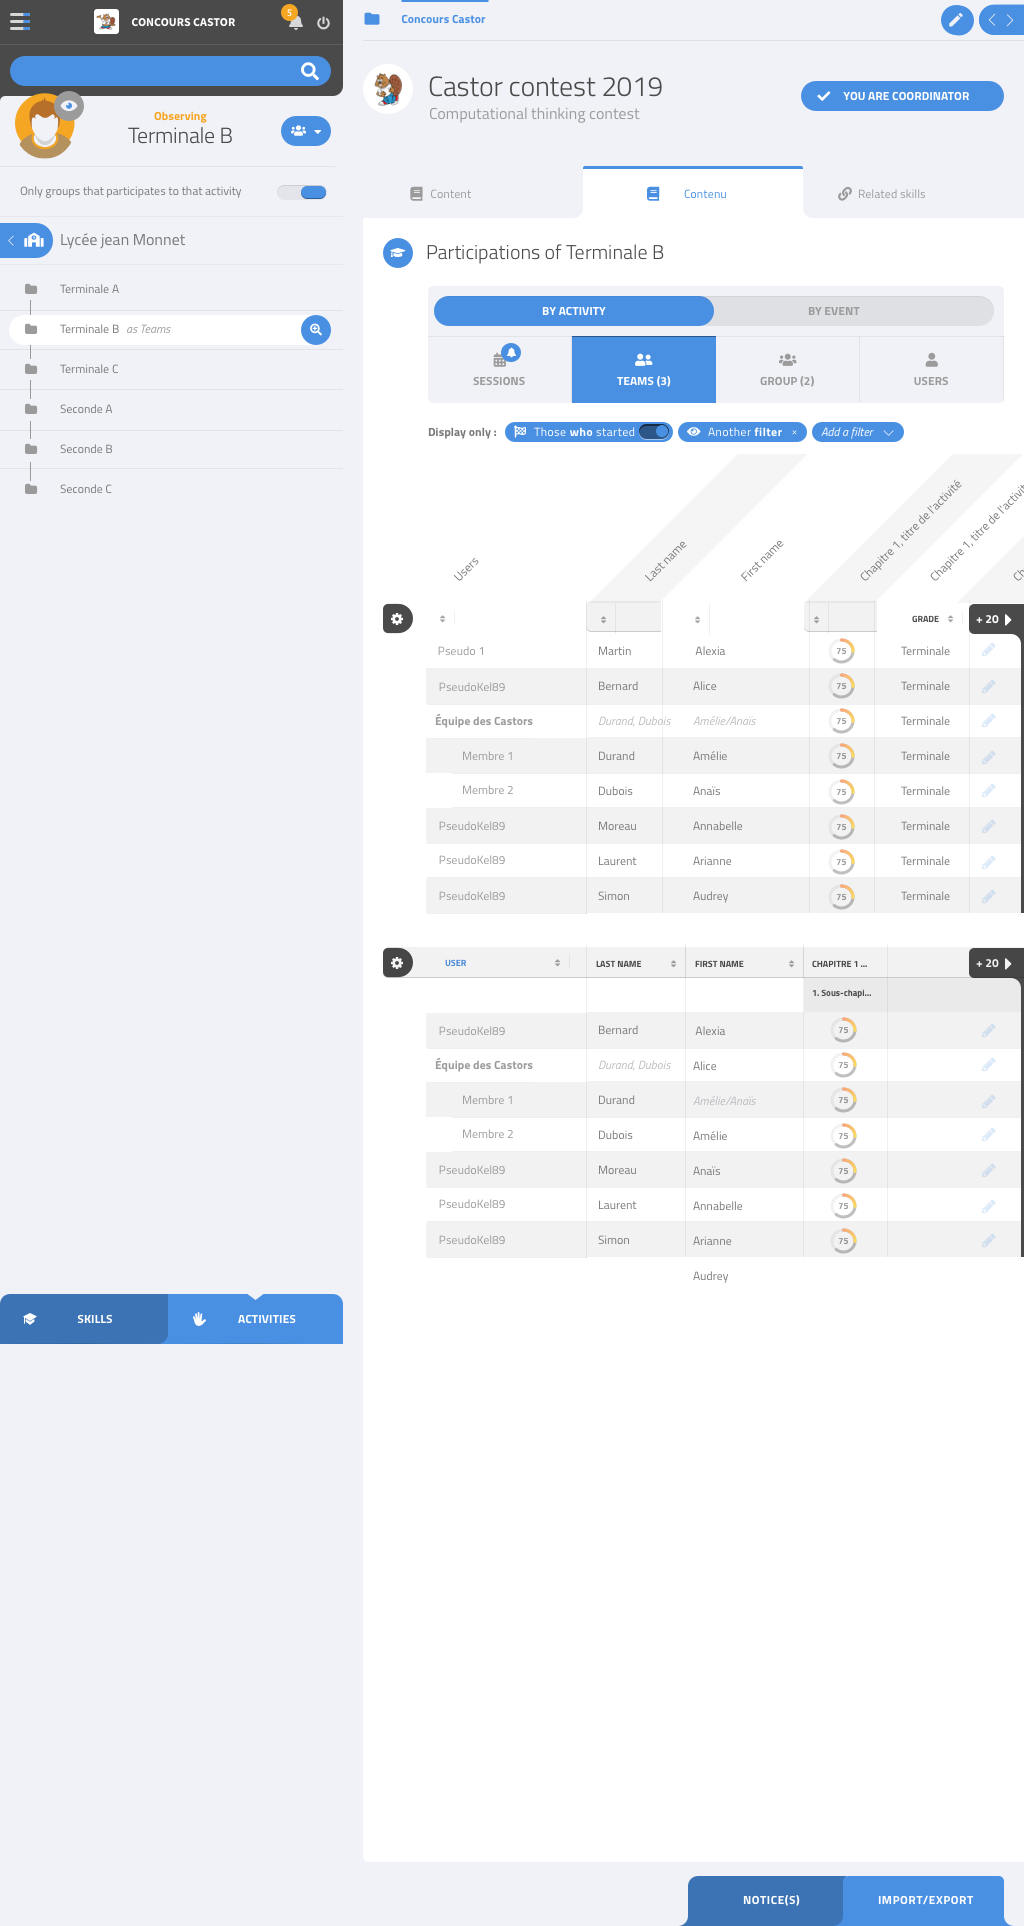 CONCOURS CASTOR
5
Observing
Terminale B
Only groups that participates to that activity
Lycée jean Monnet
Terminale A
Terminale B as Teams
Terminale C
Seconde A
Seconde B
Seconde C
SKILLS
ACTIVITIES
Concours Castor
Castor contest 2019
Computational thinking contest
YOU ARE COORDINATOR
Content
Contenu
Related skills
Participations of Terminale B
BY ACTIVITY
BY EVENT
SESSIONS
TEAMS (3)
GROUP (2)
USERS
Display only : Those who started Another filter × Add a filter
Users
Last name
First name
Chapitre 1, titre de l'activité
Chapitre 1, titre de l'activit
Ch
GRADE + 20
Pseudo 1 Martin Alexia 75 Terminale
PseudoKel89 Bernard Alice 75 Terminale
Équipe des Castors Durand, Dubois Amélie/Anaïs 75 Terminale
Membre 1 Durand Amélie 75 Terminale
Membre 2 Dubois Anaïs 75 Terminale
PseudoKel89 Moreau Annabelle 75 Terminale
PseudoKel89 Laurent Arianne 75 Terminale
PseudoKel89 Simon Audrey 75 Terminale
USER LAST NAME FIRST NAME CHAPITRE 1 ... + 20
1. Sous-chapi...
PseudoKel89 Bernard Alexia 75
Équipe des Castors Durand, Dubois Alice 75
Membre 1 Durand Amélie/Anaïs 75
Membre 2 Dubois Amélie 75
PseudoKel89 Moreau Anaïs 75
PseudoKel89 Laurent Annabelle 75
PseudoKel89 Simon Arianne 75
Audrey
NOTICE(S)
IMPORT/EXPORT